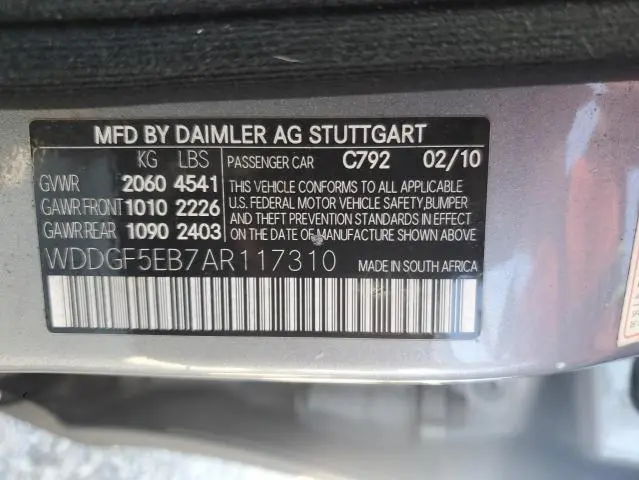 MFD BY DAIMLER AG STUTTGART
KG LBS PASSENGER CAR C792 02/10
GVWR 2060 4541
GAWR FRONT 1010 2226
GAWR REAR 1090 2403
THIS VEHICLE CONFORMS TO ALL APPLICABLE
U.S. FEDERAL MOTOR VEHICLE SAFETY, BUMPER
AND THEFT PREVENTION STANDARDS IN EFFECT
ON THE DATE OF MANUFACTURE SHOWN ABOVE.
WDDGF5EB7AR117310 MADE IN SOUTH AFRICA